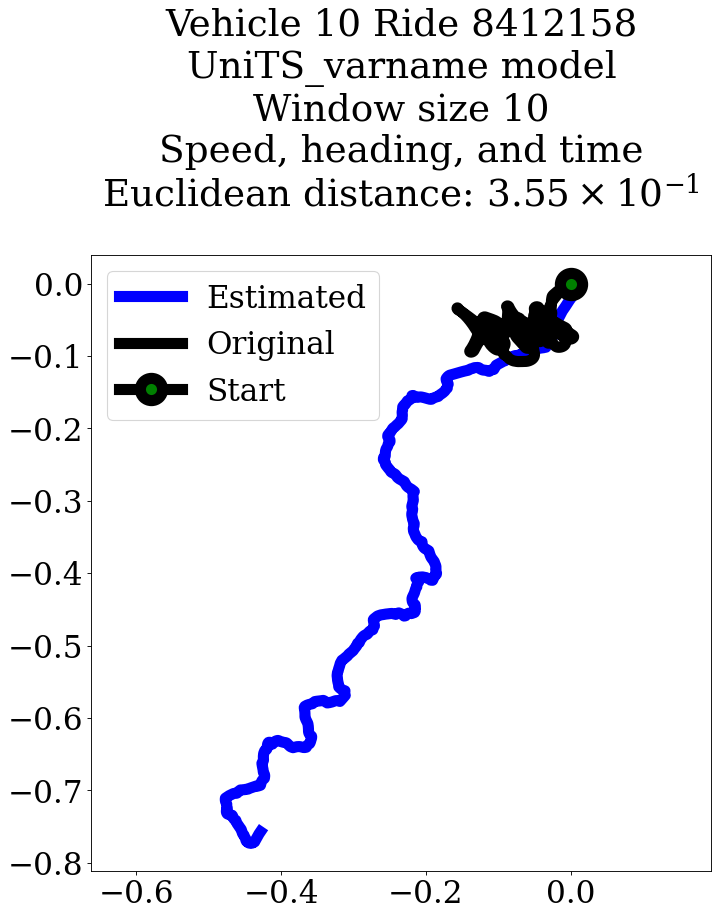 Vehicle 10 Ride 8412158
UniTS_varname model
Window size 10
Speed, heading, and time
Euclidean distance: 3.55 × 10⁻¹
Estimated
Original
Start
0.0
−0.1
−0.2
−0.3
−0.4
−0.5
−0.6
−0.7
−0.8
−0.6 −0.4 −0.2 0.0